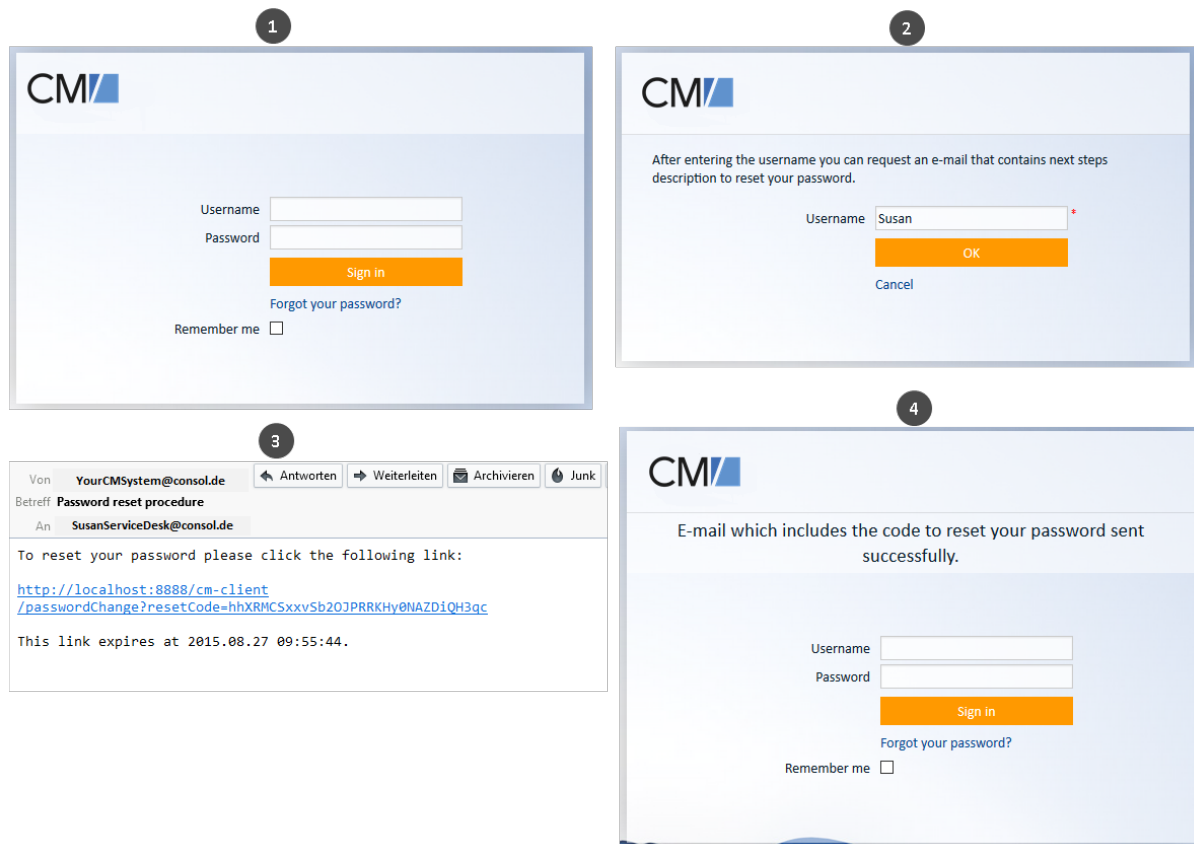 1
CM/
Username
Password
Sign in
Forgot your password?
Remember me
2
CM/
After entering the username you can request an e-mail that contains next steps
description to reset your password.
Username Susan *
OK
Cancel
3
Von YourCMSystem@consol.de Antworten Weiterleiten Archivieren Junk
Betreff Password reset procedure
An SusanServiceDesk@consol.de
To reset your password please click the following link:
http://localhost:8888/cm-client
/passwordChange?resetCode=hhXRMCSxxvSb2OJPRRKHy0NAZDiQH3qc
This link expires at 2015.08.27 09:55:44.
4
CM/
E-mail which includes the code to reset your password sent
successfully.
Username
Password
Sign in
Forgot your password?
Remember me